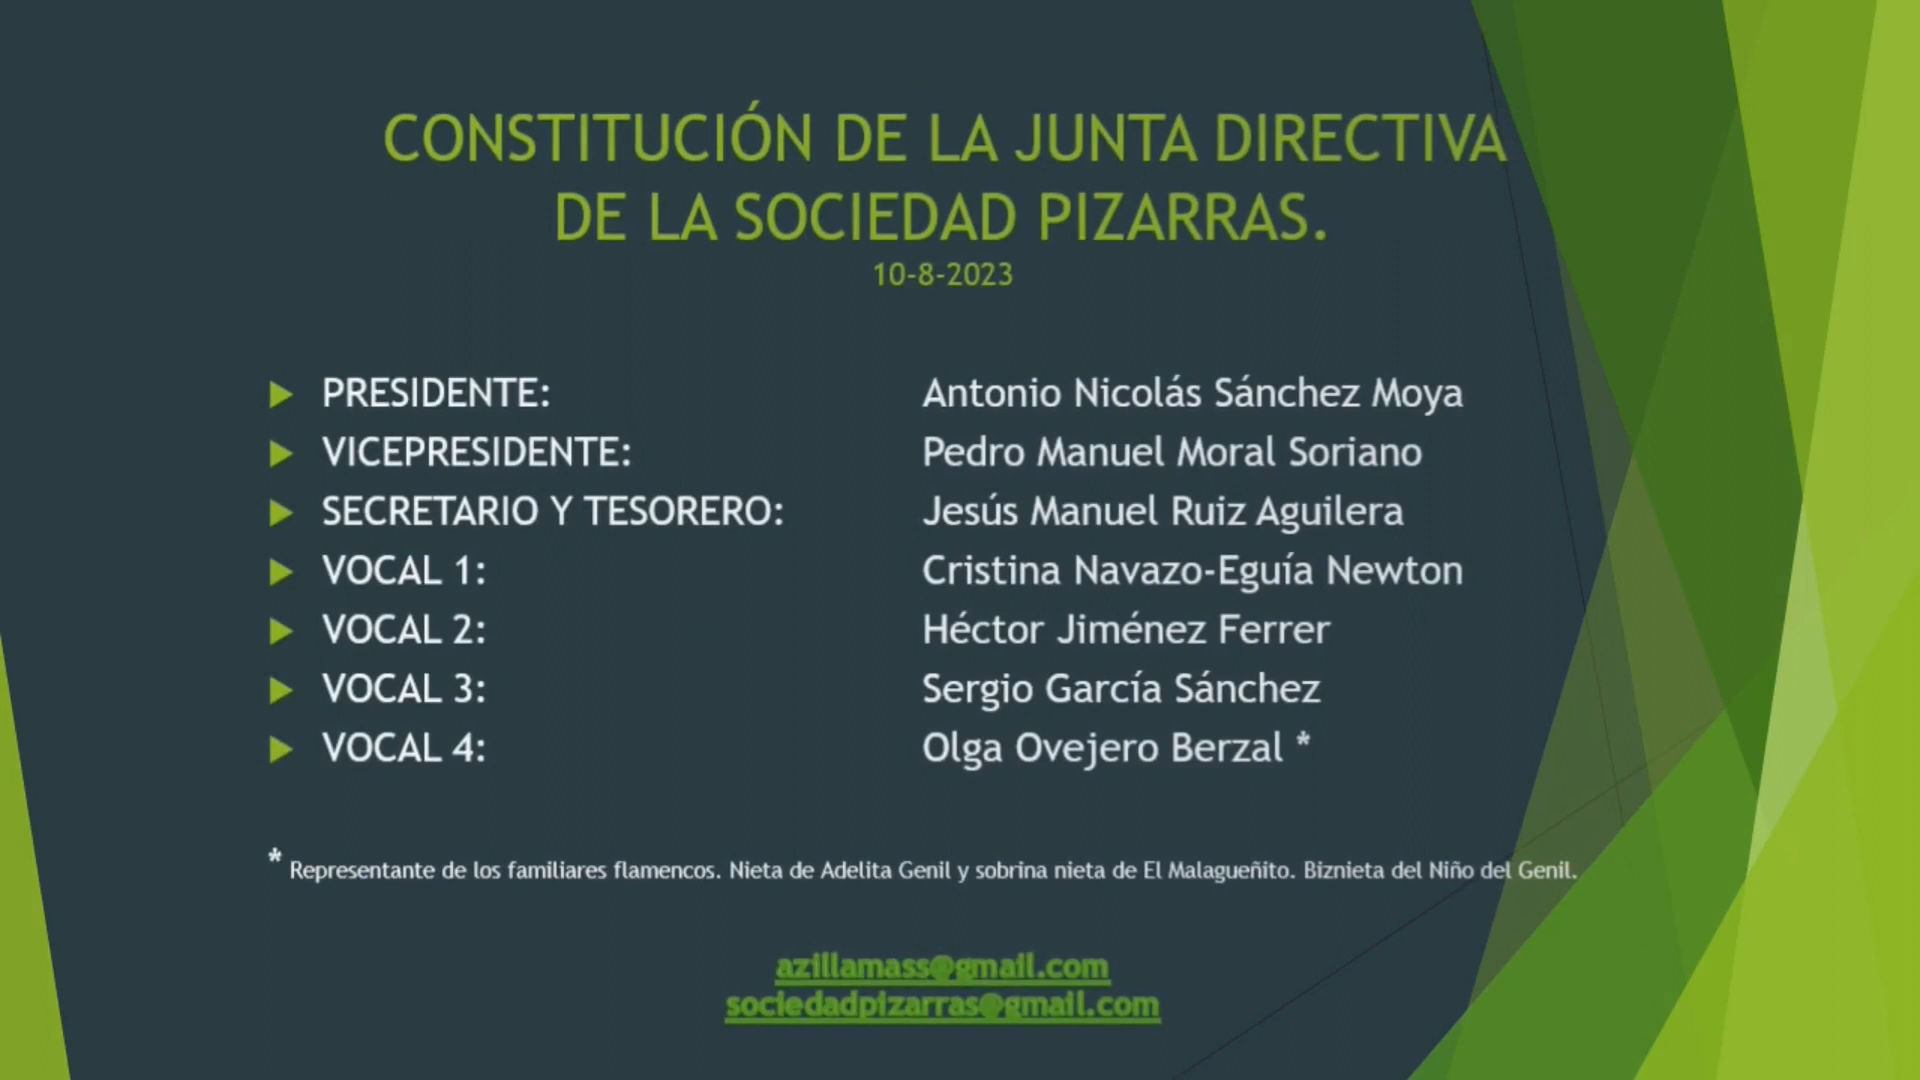 CONSTITUCIÓN DE LA JUNTA DIRECTIVA
DE LA SOCIEDAD PIZARRAS.
10-8-2023
PRESIDENTE: Antonio Nicolás Sánchez Moya
VICEPRESIDENTE: Pedro Manuel Moral Soriano
SECRETARIO Y TESORERO: Jesús Manuel Ruiz Aguilera
VOCAL 1: Cristina Navazo-Eguía Newton
VOCAL 2: Héctor Jiménez Ferrer
VOCAL 3: Sergio García Sánchez
VOCAL 4: Olga Ovejero Berzal *
* Representante de los familiares flamencos. Nieta de Adelita Genil y sobrina nieta de El Malagueñito. Biznieta del Niño del Genil.
azillamass@gmail.com
sociedadpizarras@gmail.com